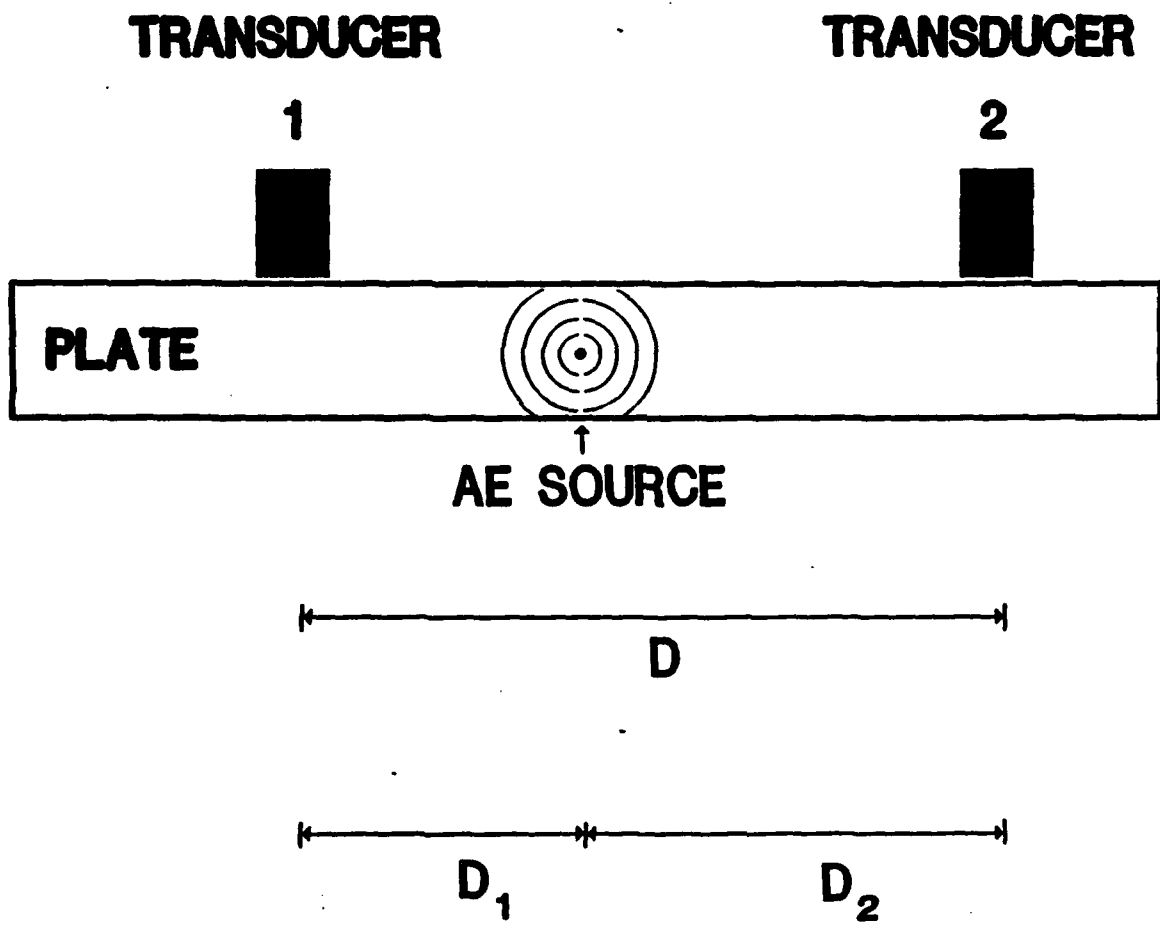 TRANSDUCER TRANSDUCER
1 2
PLATE
AE SOURCE
D
D₁ D₂